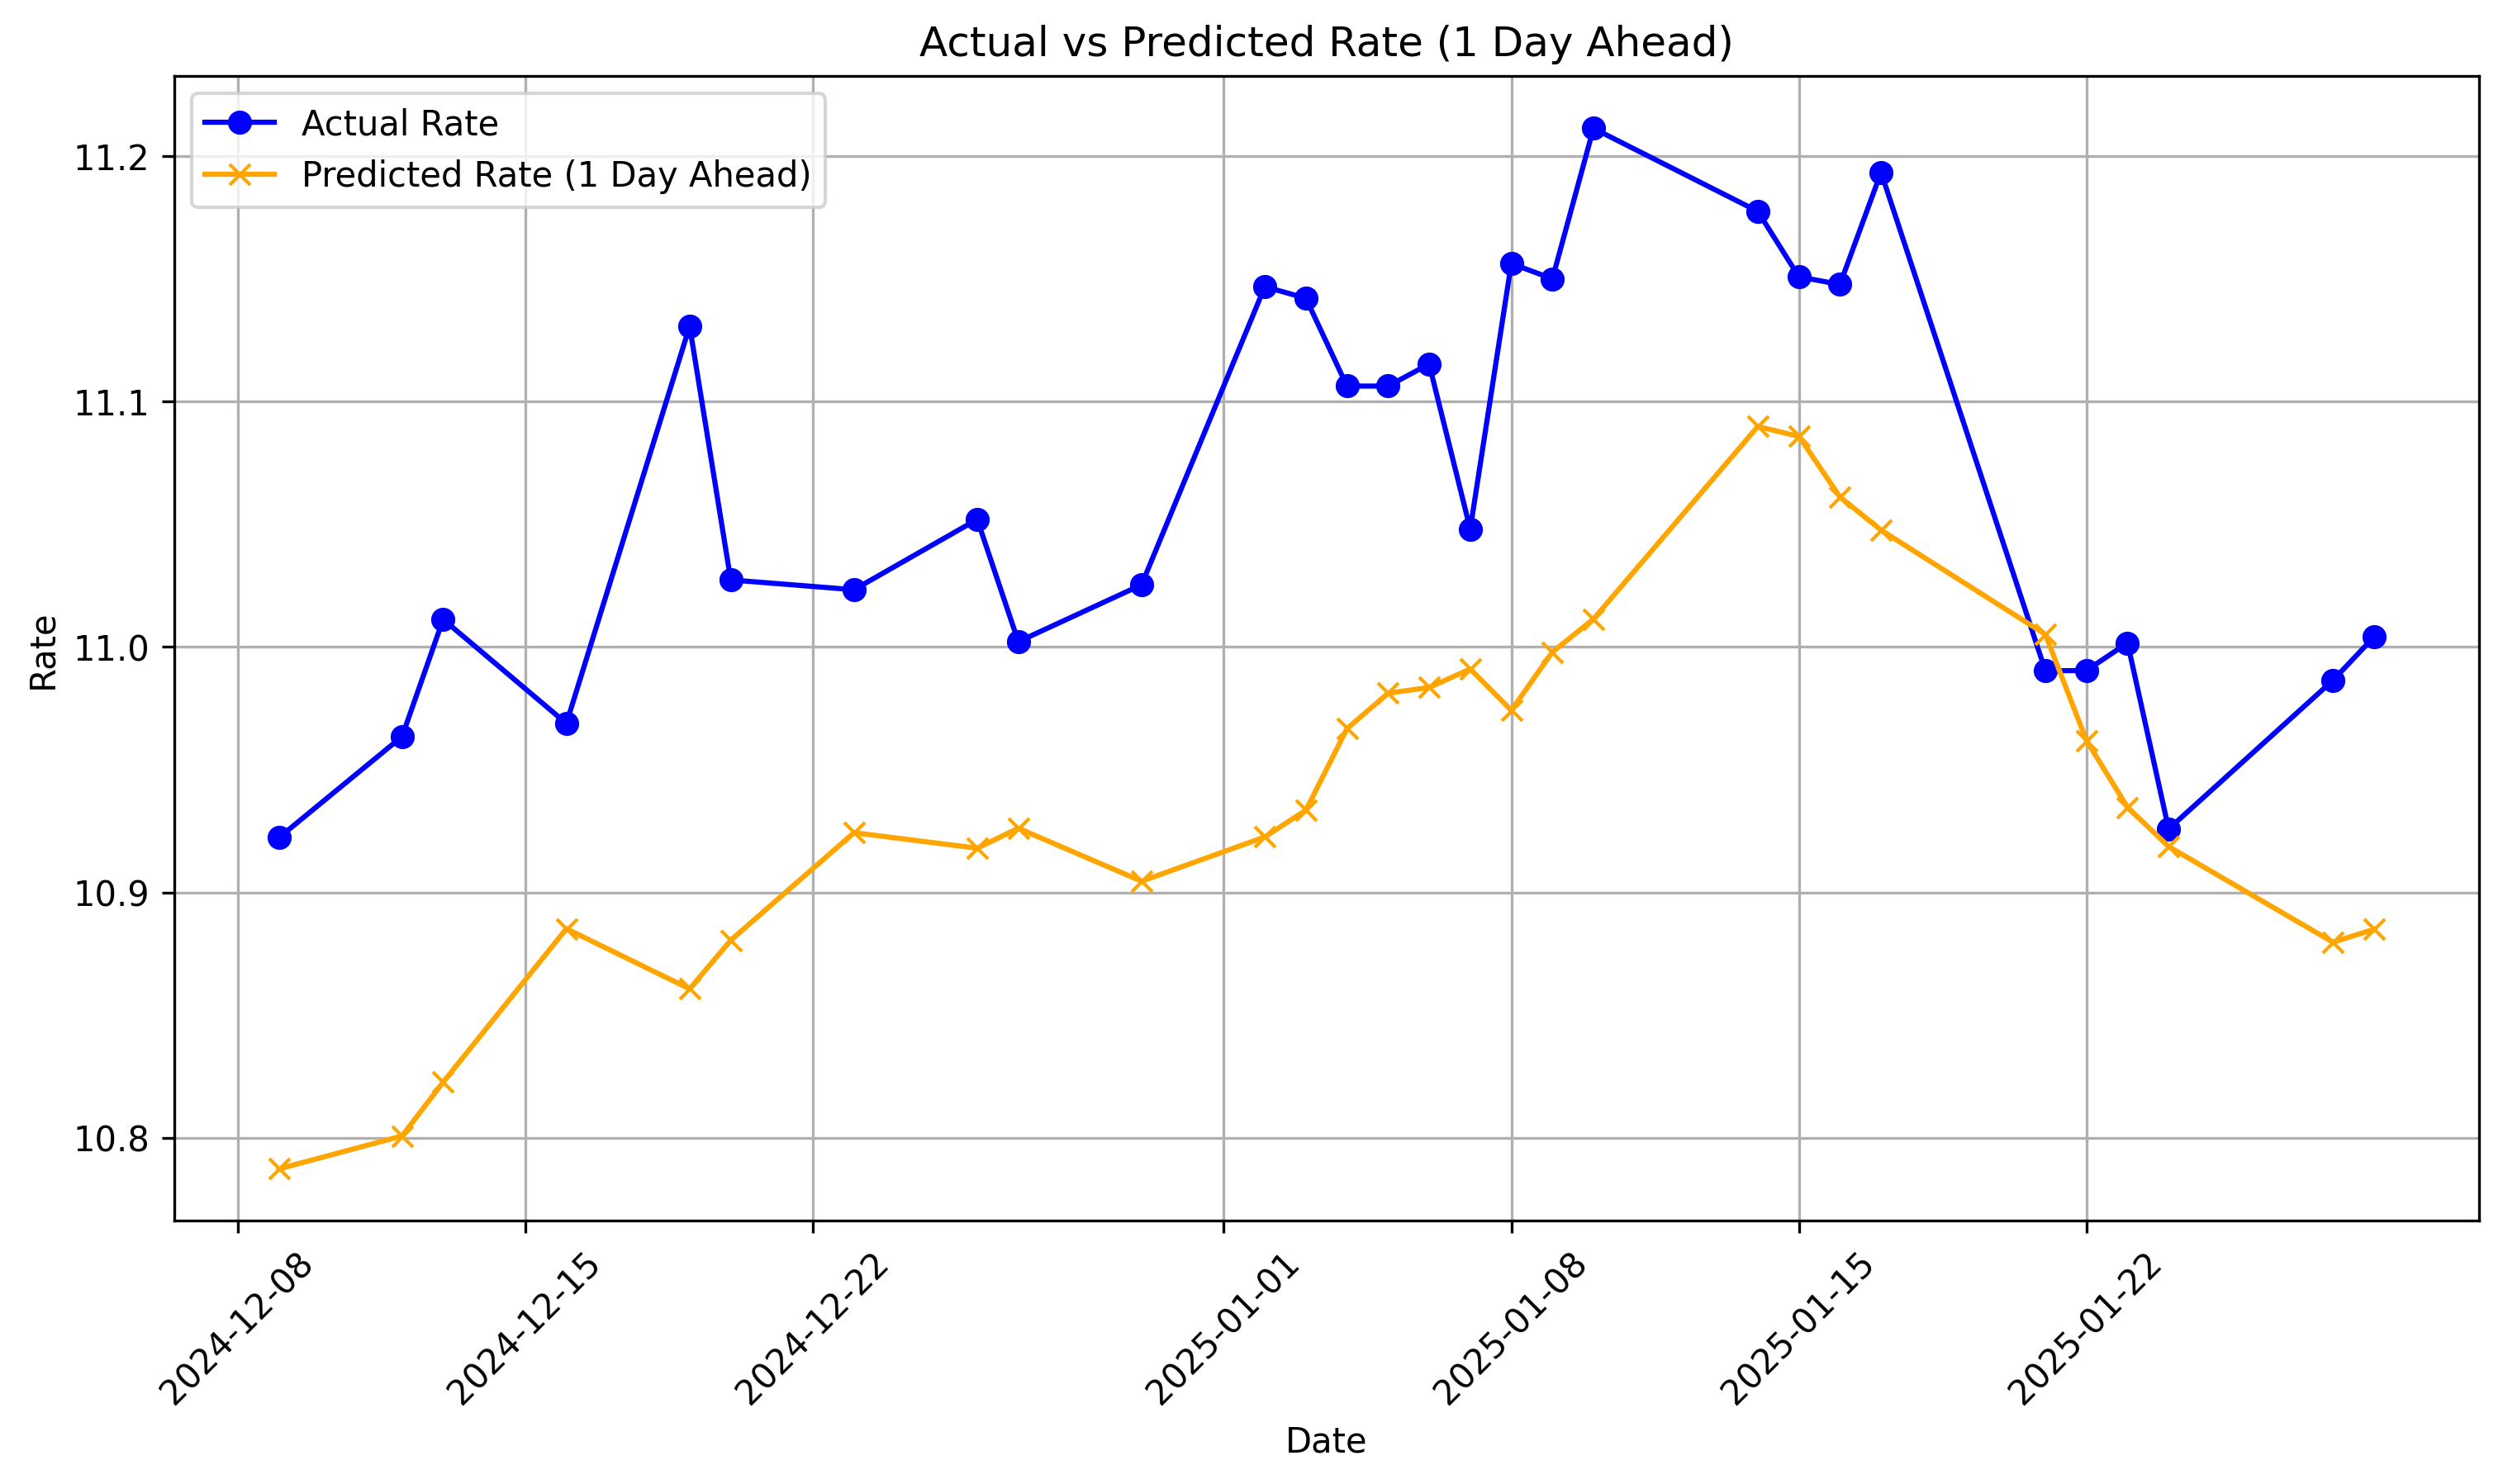 Actual vs Predicted Rate (1 Day Ahead)
Actual Rate
Predicted Rate (1 Day Ahead)
Rate
11.2
11.1
11.0
10.9
10.8
2024-12-08
2024-12-15
2024-12-22
2025-01-01
2025-01-08
2025-01-15
2025-01-22
Date